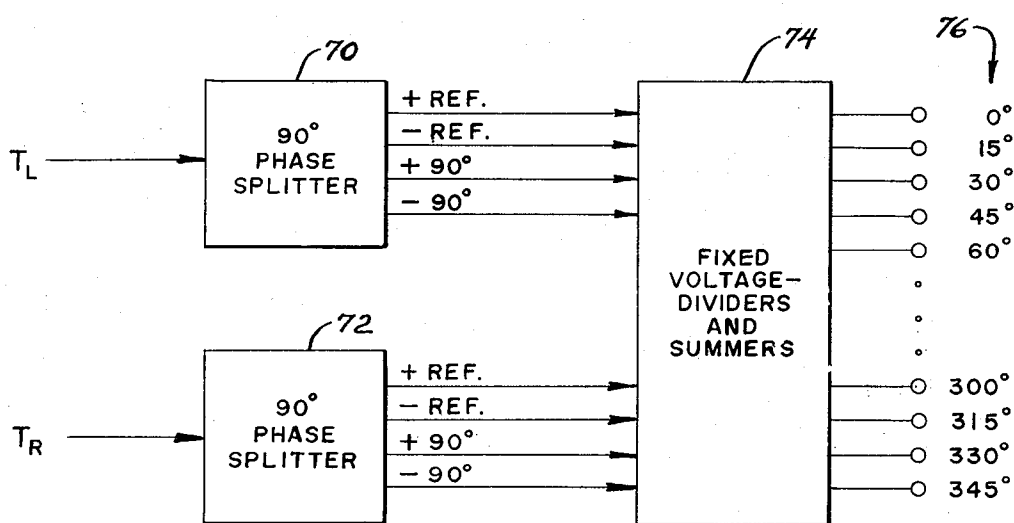 70
74
76
T_L
90°
PHASE
SPLITTER
+ REF.
− REF.
+ 90°
− 90°
FIXED
VOLTAGE-
DIVIDERS
AND
SUMMERS
0°
15°
30°
45°
60°
72
T_R
90°
PHASE
SPLITTER
+ REF.
− REF.
+ 90°
− 90°
300°
315°
330°
345°